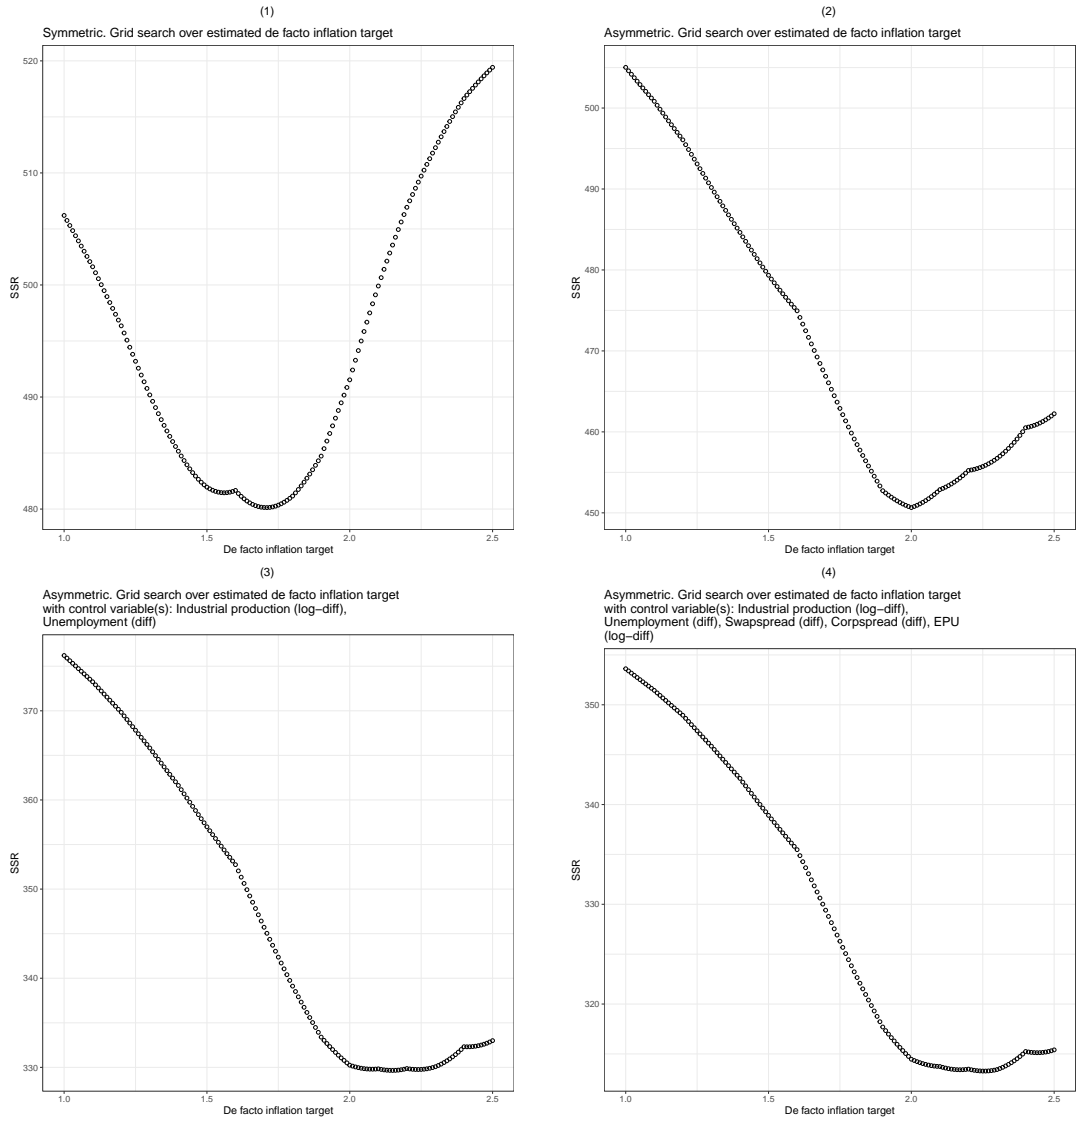 (1)
Symmetric. Grid search over estimated de facto inflation target
520
510
500
490
480
SSR
1.0
1.5
2.0
2.5
De facto inflation target
(2)
Asymmetric. Grid search over estimated de facto inflation target
500
490
480
470
460
450
SSR
1.0
1.5
2.0
2.5
De facto inflation target
(3)
Asymmetric. Grid search over estimated de facto inflation target
with control variable(s): Industrial production (log−diff),
Unemployment (diff)
370
360
350
340
330
SSR
1.0
1.5
2.0
2.5
De facto inflation target
(4)
Asymmetric. Grid search over estimated de facto inflation target
with control variable(s): Industrial production (log−diff),
Unemployment (diff), Swapspread (diff), Corpspread (diff), EPU
(log−diff)
350
340
330
320
SSR
1.0
1.5
2.0
2.5
De facto inflation target